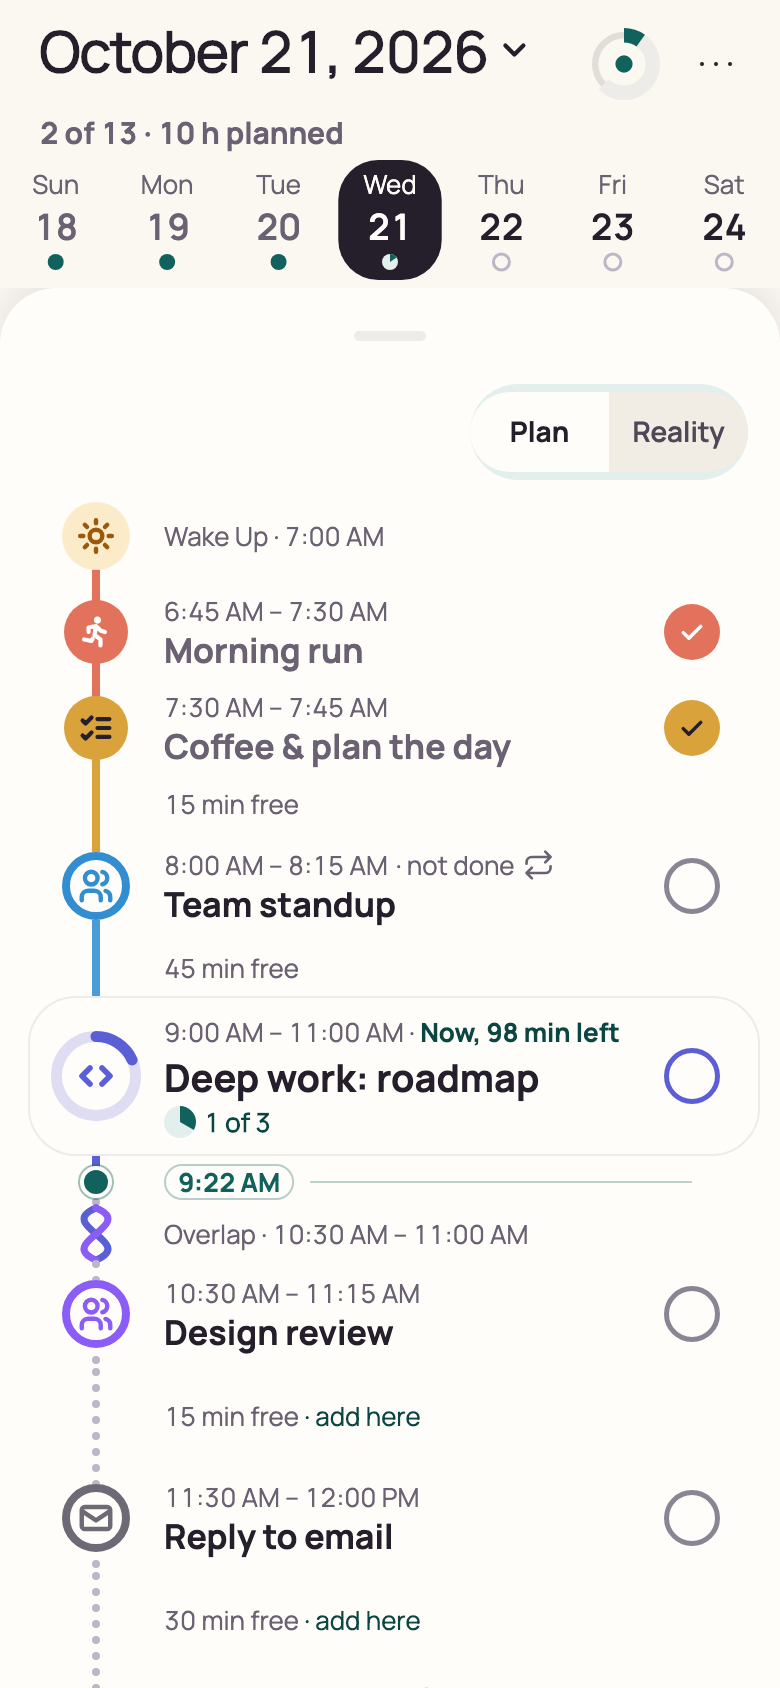 October 21, 2026
2 of 13 · 10 h planned
Sun Mon Tue Wed Thu Fri Sat
18 19 20 21 22 23 24
Plan Reality
Wake Up · 7:00 AM
6:45 AM – 7:30 AM
Morning run
7:30 AM – 7:45 AM
Coffee & plan the day
15 min free
8:00 AM – 8:15 AM · not done
Team standup
45 min free
9:00 AM – 11:00 AM · Now, 98 min left
Deep work: roadmap
1 of 3
9:22 AM
Overlap · 10:30 AM – 11:00 AM
10:30 AM – 11:15 AM
Design review
15 min free · add here
11:30 AM – 12:00 PM
Reply to email
30 min free · add here